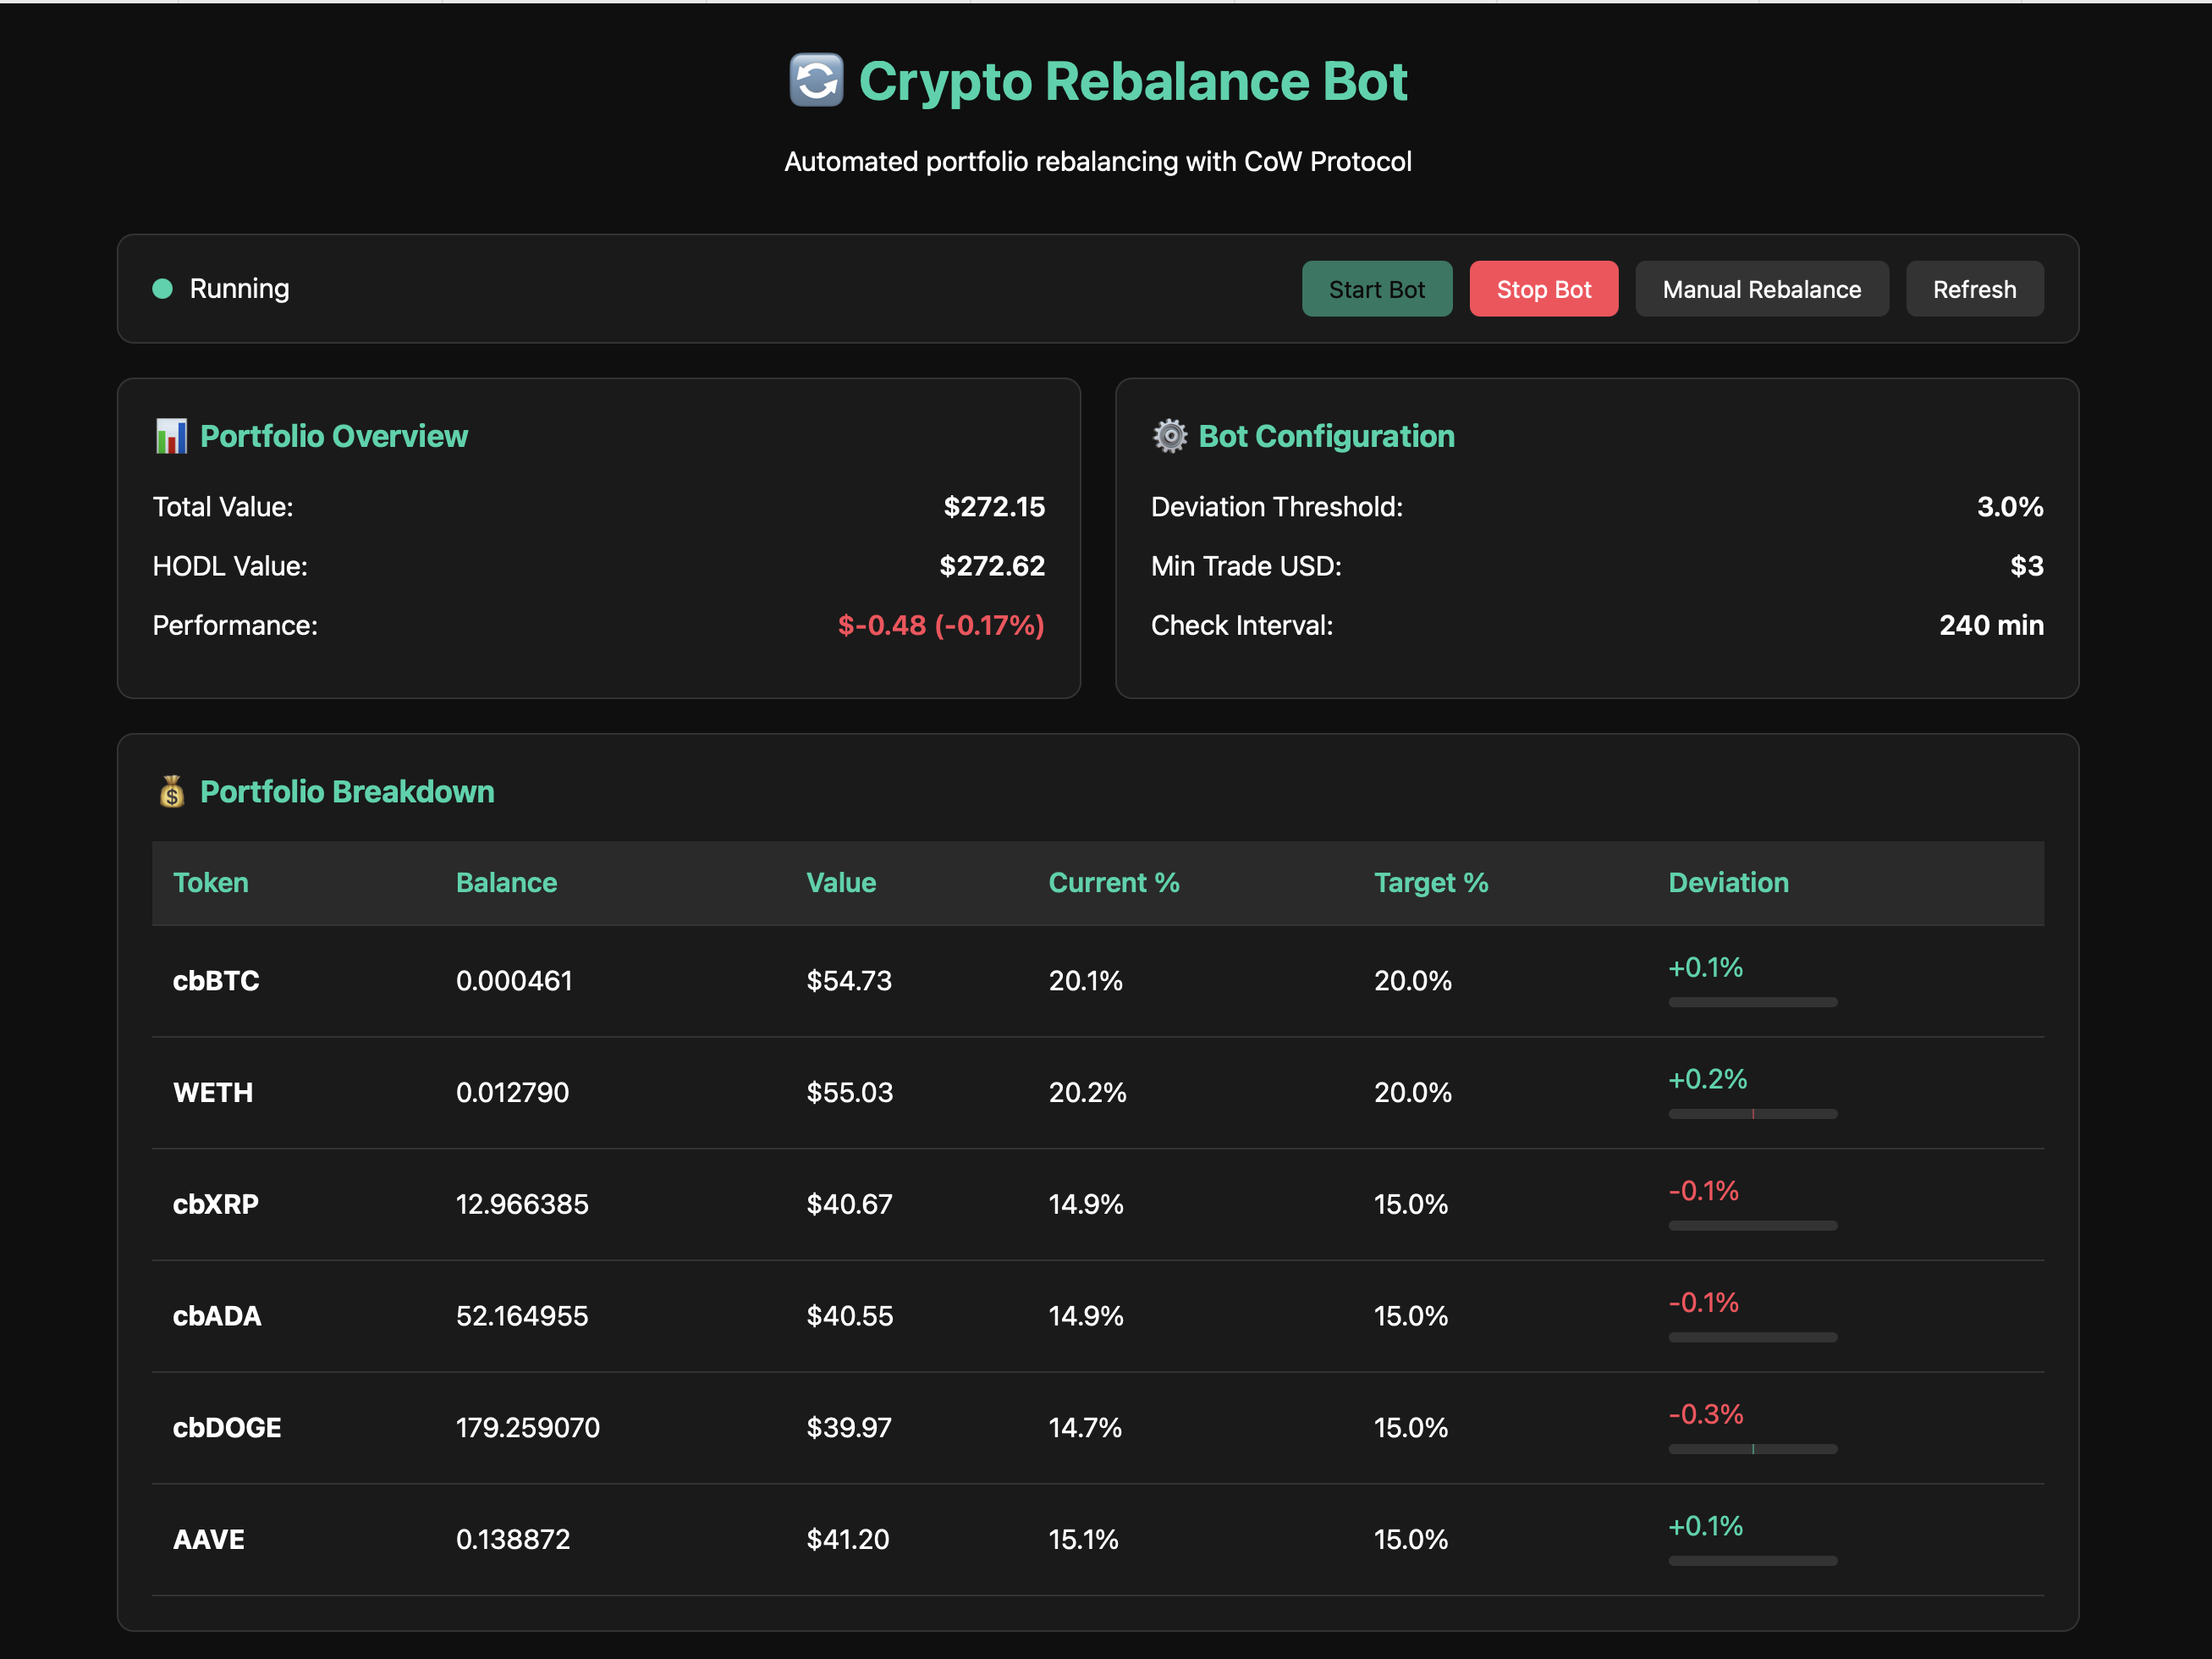 Crypto Rebalance Bot
Automated portfolio rebalancing with CoW Protocol
Running Start Bot Stop Bot Manual Rebalance Refresh
Portfolio Overview
Total Value: $272.15
HODL Value: $272.62
Performance: $-0.48 (-0.17%)
Bot Configuration
Deviation Threshold: 3.0%
Min Trade USD: $3
Check Interval: 240 min
Portfolio Breakdown
Token Balance Value Current % Target % Deviation
cbBTC 0.000461 $54.73 20.1% 20.0% +0.1%
WETH 0.012790 $55.03 20.2% 20.0% +0.2%
cbXRP 12.966385 $40.67 14.9% 15.0% -0.1%
cbADA 52.164955 $40.55 14.9% 15.0% -0.1%
cbDOGE 179.259070 $39.97 14.7% 15.0% -0.3%
AAVE 0.138872 $41.20 15.1% 15.0% +0.1%